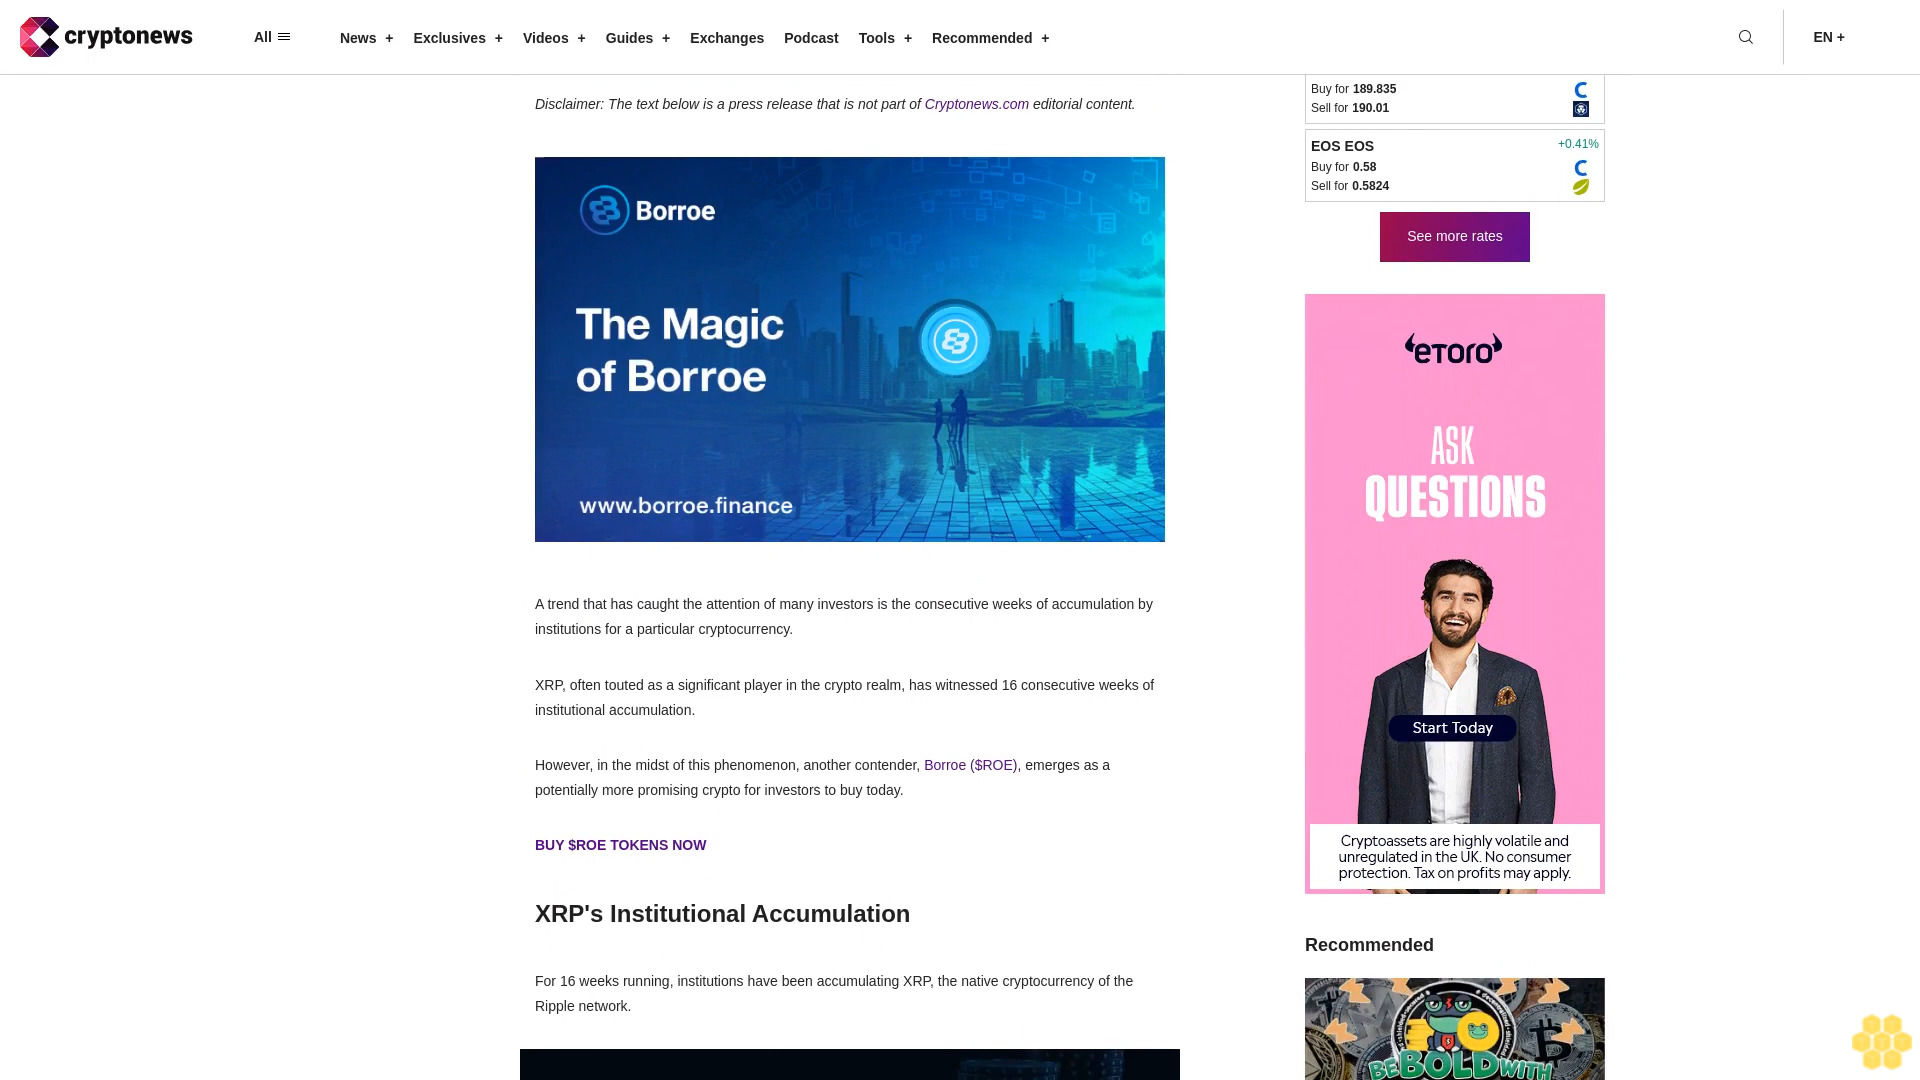 cryptonews
All
News +
Exclusives +
Videos +
Guides +
Exchanges
Podcast
Tools +
Recommended +
EN +
Disclaimer: The text below is a press release that is not part of Cryptonews.com editorial content.
Borroe
The Magic
of Borroe
www.borroe.finance
A trend that has caught the attention of many investors is the consecutive weeks of accumulation by
institutions for a particular cryptocurrency.
XRP, often touted as a significant player in the crypto realm, has witnessed 16 consecutive weeks of
institutional accumulation.
However, in the midst of this phenomenon, another contender, Borroe ($ROE), emerges as a
potentially more promising crypto for investors to buy today.
BUY $ROE TOKENS NOW
XRP's Institutional Accumulation
For 16 weeks running, institutions have been accumulating XRP, the native cryptocurrency of the
Ripple network.
Buy for 189.835
Sell for 190.01
EOS EOS
+0.41%
Buy for 0.58
Sell for 0.5824
See more rates
eToro
ASK
QUESTIONS
Start Today
Cryptoassets are highly volatile and
unregulated in the UK. No consumer
protection. Tax on profits may apply.
Recommended
BE BOLD WITH